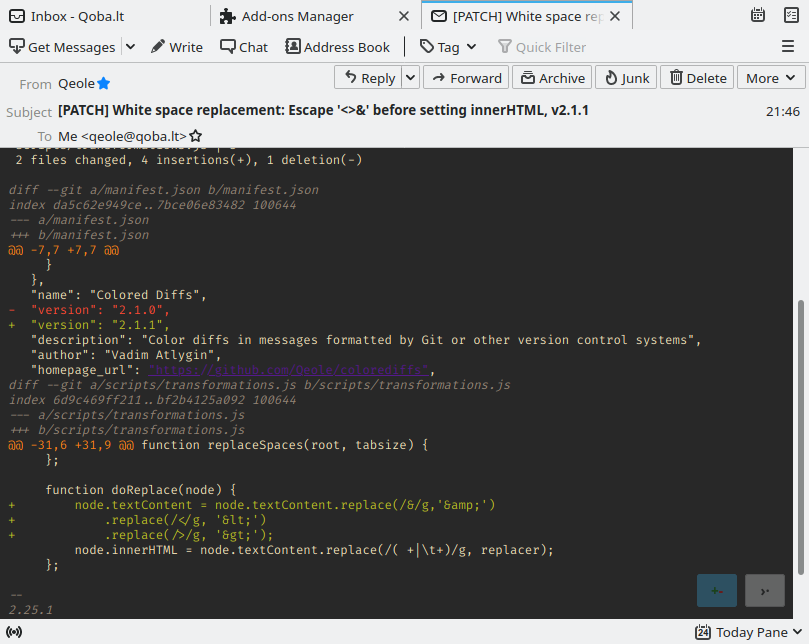 Inbox - Qoba.lt
Add-ons Manager
[PATCH] White space rep
Get Messages
Write
Chat
Address Book
Tag
Quick Filter
From Qeole
Reply
Forward
Archive
Junk
Delete
More
Subject [PATCH] White space replacement: Escape '<>&' before setting innerHTML, v2.1.1
21:46
To Me <qeole@qoba.lt>
2 files changed, 4 insertions(+), 1 deletion(-)
diff --git a/manifest.json b/manifest.json
index da5c62e949ce..7bce06e83482 100644
--- a/manifest.json
+++ b/manifest.json
@@ -7,7 +7,7 @@
    }
  },
  "name": "Colored Diffs",
- "version": "2.1.0",
+ "version": "2.1.1",
  "description": "Color diffs in messages formatted by Git or other version control systems",
  "author": "Vadim Atlygin",
  "homepage_url": "https://github.com/Qeole/colorediffs",
diff --git a/scripts/transformations.js b/scripts/transformations.js
index 6d9c469ff211..bf2b4125a092 100644
--- a/scripts/transformations.js
+++ b/scripts/transformations.js
@@ -31,6 +31,9 @@ function replaceSpaces(root, tabsize) {
    };
    function doReplace(node) {
+        node.textContent = node.textContent.replace(/&/g,'&amp;')
+            .replace(/</g, '&lt;')
+            .replace(/>/g, '&gt;');
        node.innerHTML = node.textContent.replace(/( +|\t+)/g, replacer);
    };
--
2.25.1
24
Today Pane